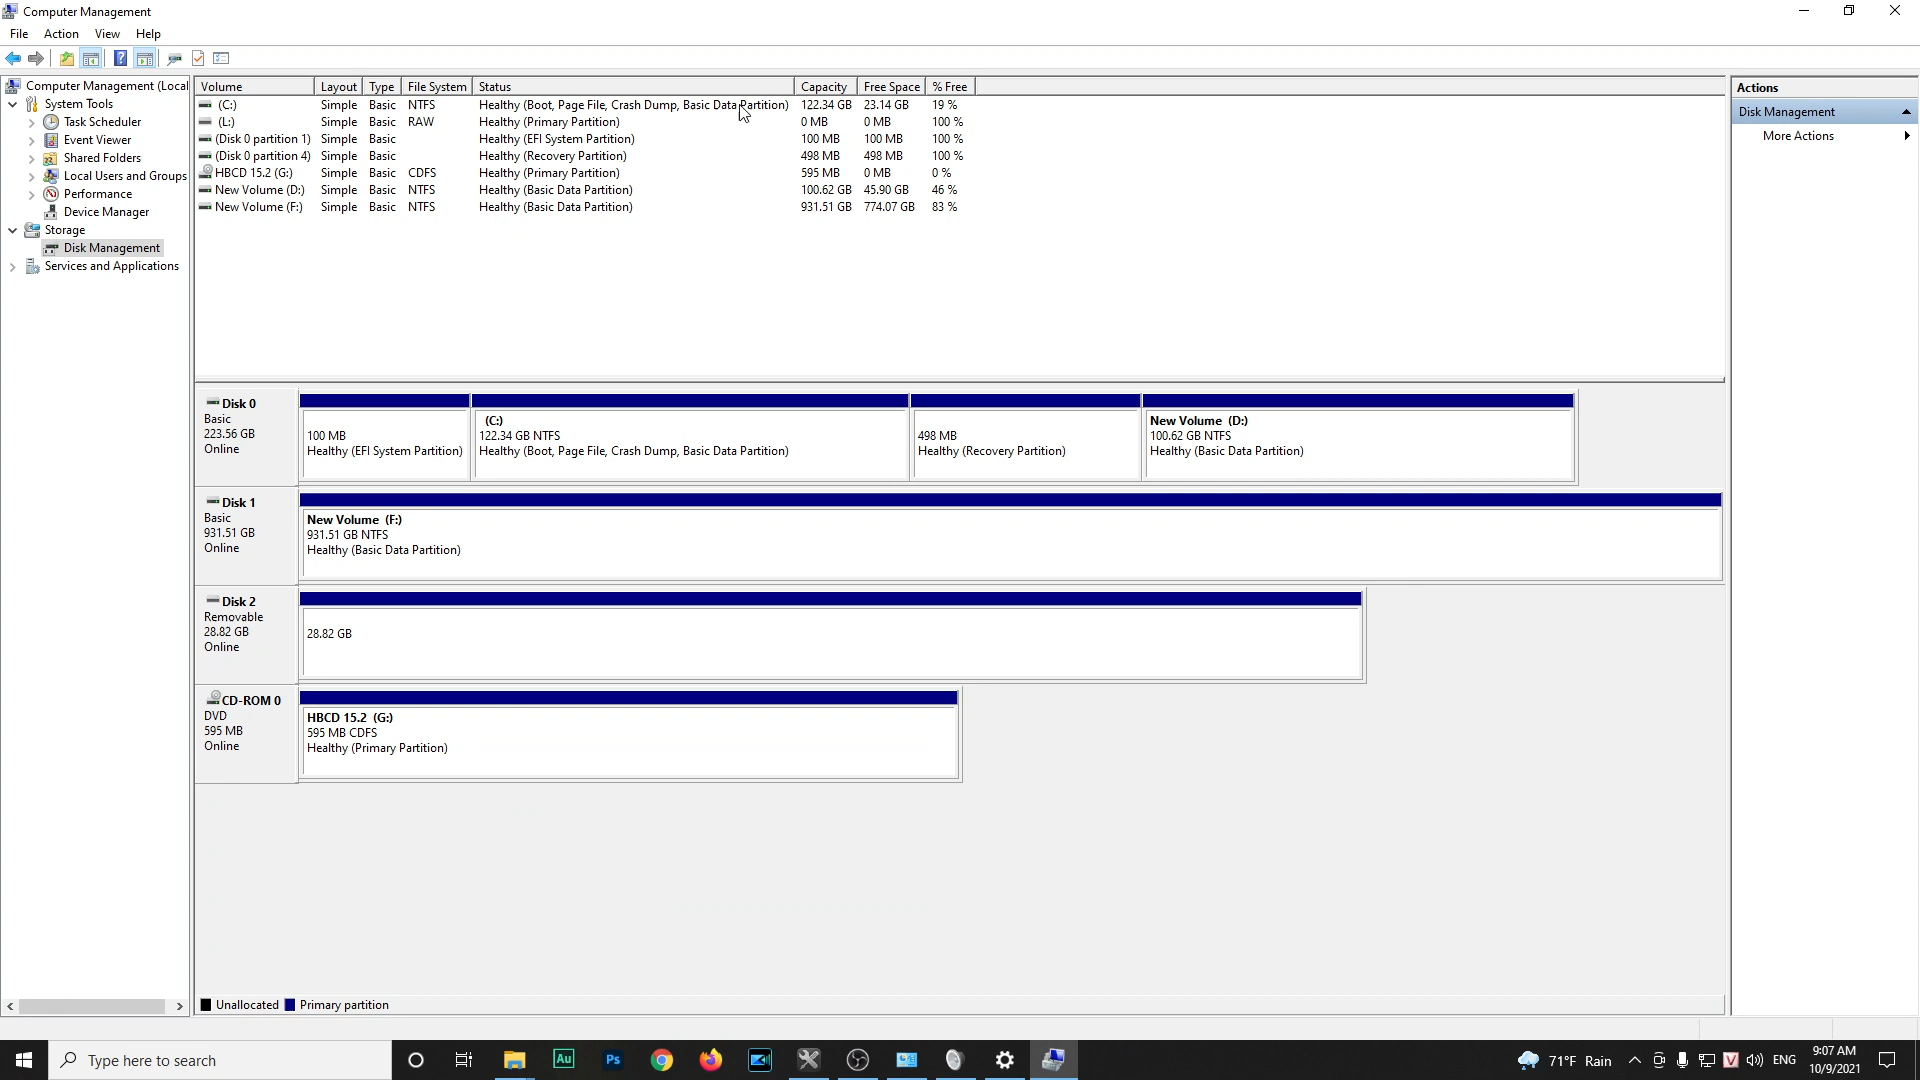 Computer Management
File Action View Help
Computer Management (Local
System Tools
Task Scheduler
Event Viewer
Shared Folders
Local Users and Groups
Performance
Device Manager
Storage
Disk Management
Services and Applications
Volume Layout Type File System Status Capacity Free Space % Free
(C:) Simple Basic NTFS Healthy (Boot, Page File, Crash Dump, Basic Data Partition) 122.34 GB 23.14 GB 19 %
(L:) Simple Basic RAW Healthy (Primary Partition) 0 MB 0 MB 100 %
(Disk 0 partition 1) Simple Basic Healthy (EFI System Partition) 100 MB 100 MB 100 %
(Disk 0 partition 4) Simple Basic Healthy (Recovery Partition) 498 MB 498 MB 100 %
HBCD 15.2 (G:) Simple Basic CDFS Healthy (Primary Partition) 595 MB 0 MB 0 %
New Volume (D:) Simple Basic NTFS Healthy (Basic Data Partition) 100.62 GB 45.90 GB 46 %
New Volume (F:) Simple Basic NTFS Healthy (Basic Data Partition) 931.51 GB 774.07 GB 83 %
Disk 0
Basic
223.56 GB
Online
100 MB
Healthy (EFI System Partition)
(C:)
122.34 GB NTFS
Healthy (Boot, Page File, Crash Dump, Basic Data Partition)
498 MB
Healthy (Recovery Partition)
New Volume (D:)
100.62 GB NTFS
Healthy (Basic Data Partition)
Disk 1
Basic
931.51 GB
Online
New Volume (F:)
931.51 GB NTFS
Healthy (Basic Data Partition)
Disk 2
Removable
28.82 GB
Online
28.82 GB
CD-ROM 0
DVD
595 MB
Online
HBCD 15.2 (G:)
595 MB CDFS
Healthy (Primary Partition)
Unallocated Primary partition
Actions
Disk Management
More Actions
Type here to search
Au
Ps
71°F Rain
V
ENG
9:07 AM
10/9/2021